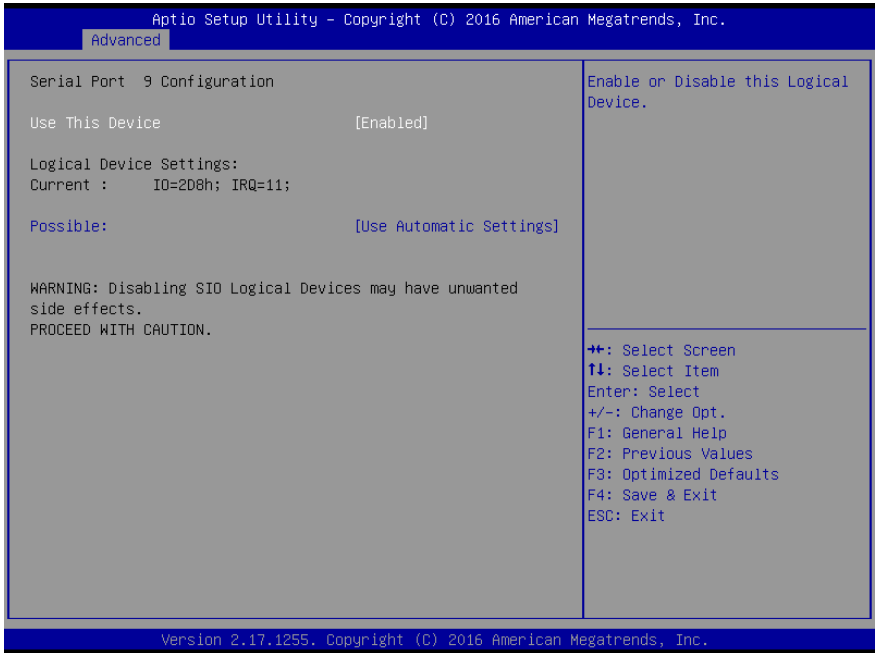 Aptio Setup Utility – Copyright (C) 2016 American Megatrends, Inc.
Advanced
Serial Port 9 Configuration
Use This Device [Enabled]
Logical Device Settings:
Current : IO=2D8h; IRQ=11;
Possible: [Use Automatic Settings]
WARNING: Disabling SIO Logical Devices may have unwanted
side effects.
PROCEED WITH CAUTION.
Enable or Disable this Logical
Device.
→←: Select Screen
↑↓: Select Item
Enter: Select
+/-: Change Opt.
F1: General Help
F2: Previous Values
F3: Optimized Defaults
F4: Save & Exit
ESC: Exit
Version 2.17.1255. Copyright (C) 2016 American Megatrends, Inc.